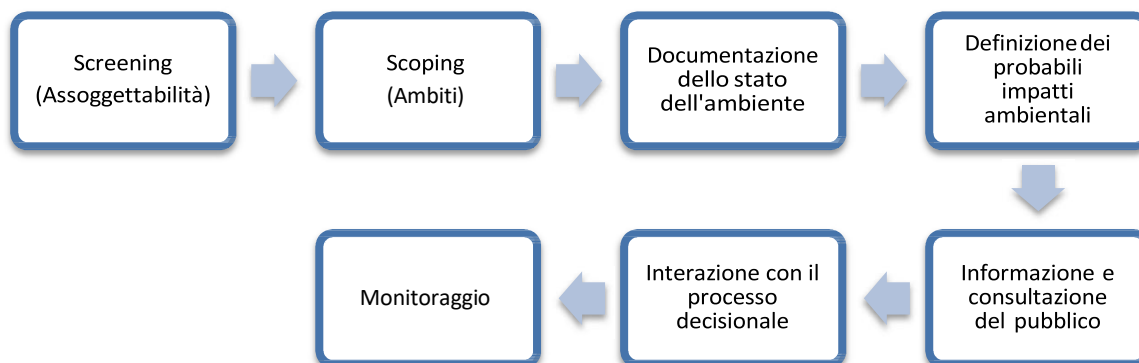 Screening
(Assoggettabilità)
Scoping
(Ambiti)
Documentazione
dello stato
dell'ambiente
Definizione dei
probabili
impatti
ambientali
Informazione e
consultazione
del pubblico
Interazione con il
processo
decisionale
Monitoraggio